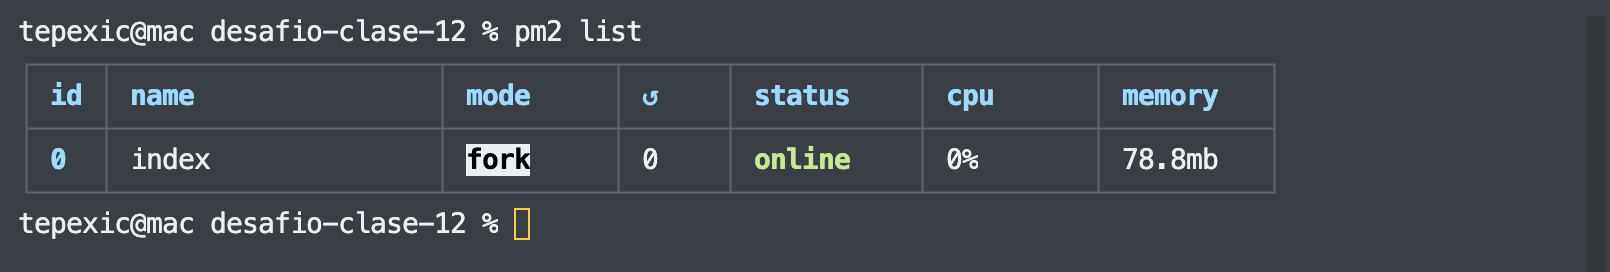 tepexic@mac desafio-clase-12 % pm2 list
id name mode ↺ status cpu memory
0 index fork 0 online 0% 78.8mb
tepexic@mac desafio-clase-12 %